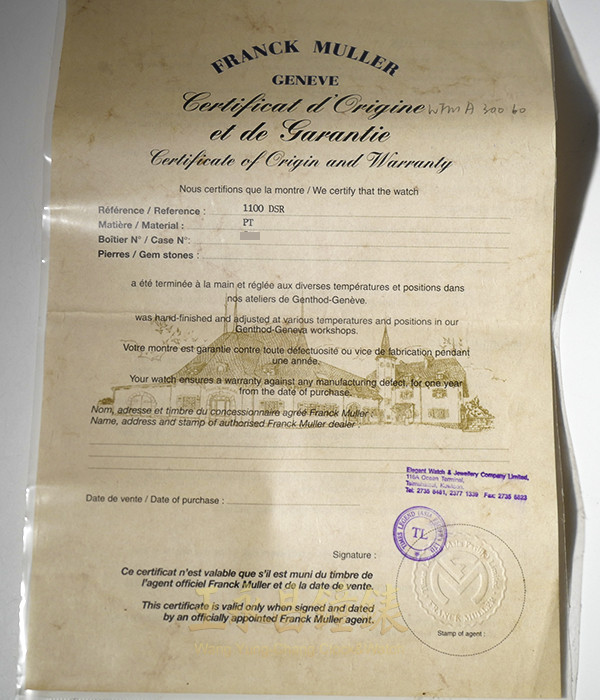 FRANCK MULLER
GENEVE
Certificat d'Origine
et de Garantie
Certificate of Origin and Warranty
Nous certifions que la montre / We certify that the watch
Référence / Reference : 1100 DSR
Matière / Material : PT
Boîtier N° / Case N°:
Pierres / Gem stones :
a été terminée à la main et réglée aux diverses températures et positions dans
nos ateliers de Genthod-Genève.
was hand-finished and adjusted at various temperatures and positions in our
Genthod-Geneva workshops.
Votre montre est garantie contre toute défectuosité ou vice de fabrication pendant
une année.
Your watch ensures a warranty against any manufacturing defect, for one year
from the date of purchase.
Nom, adresse et timbre du concessionnaire agréé Franck Muller :
Name, address and stamp of authorised Franck Muller dealer :
Elegant Watch & Jewellery Company Limited.
Ocean Terminal,
Tsimshatsui, Kowloon.
Date de vente / Date of purchase :
TL
Signature :
Ce certificat n'est valable que s'il est muni du timbre de
l'agent officiel Franck Muller et de la date de vente.
This certificate is valid only when signed and dated
by an officially appointed Franck Muller agent.
FRANCK MULLER
Stamp of agent :